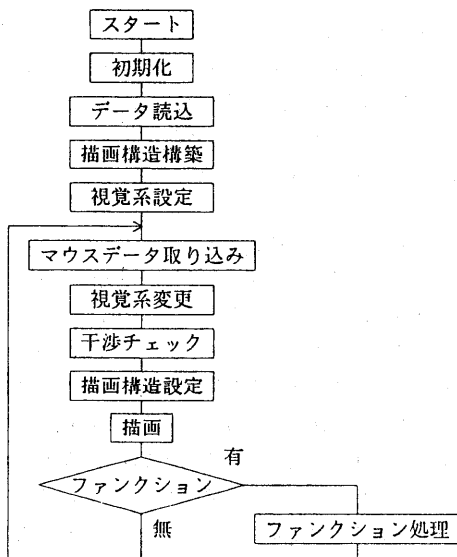 スタート
初期化
データ読込
描画構造構築
視覚系設定
マウスデータ取り込み
視覚系変更
干渉チェック
描画構造設定
描画
有
ファンクション
無
ファンクション処理